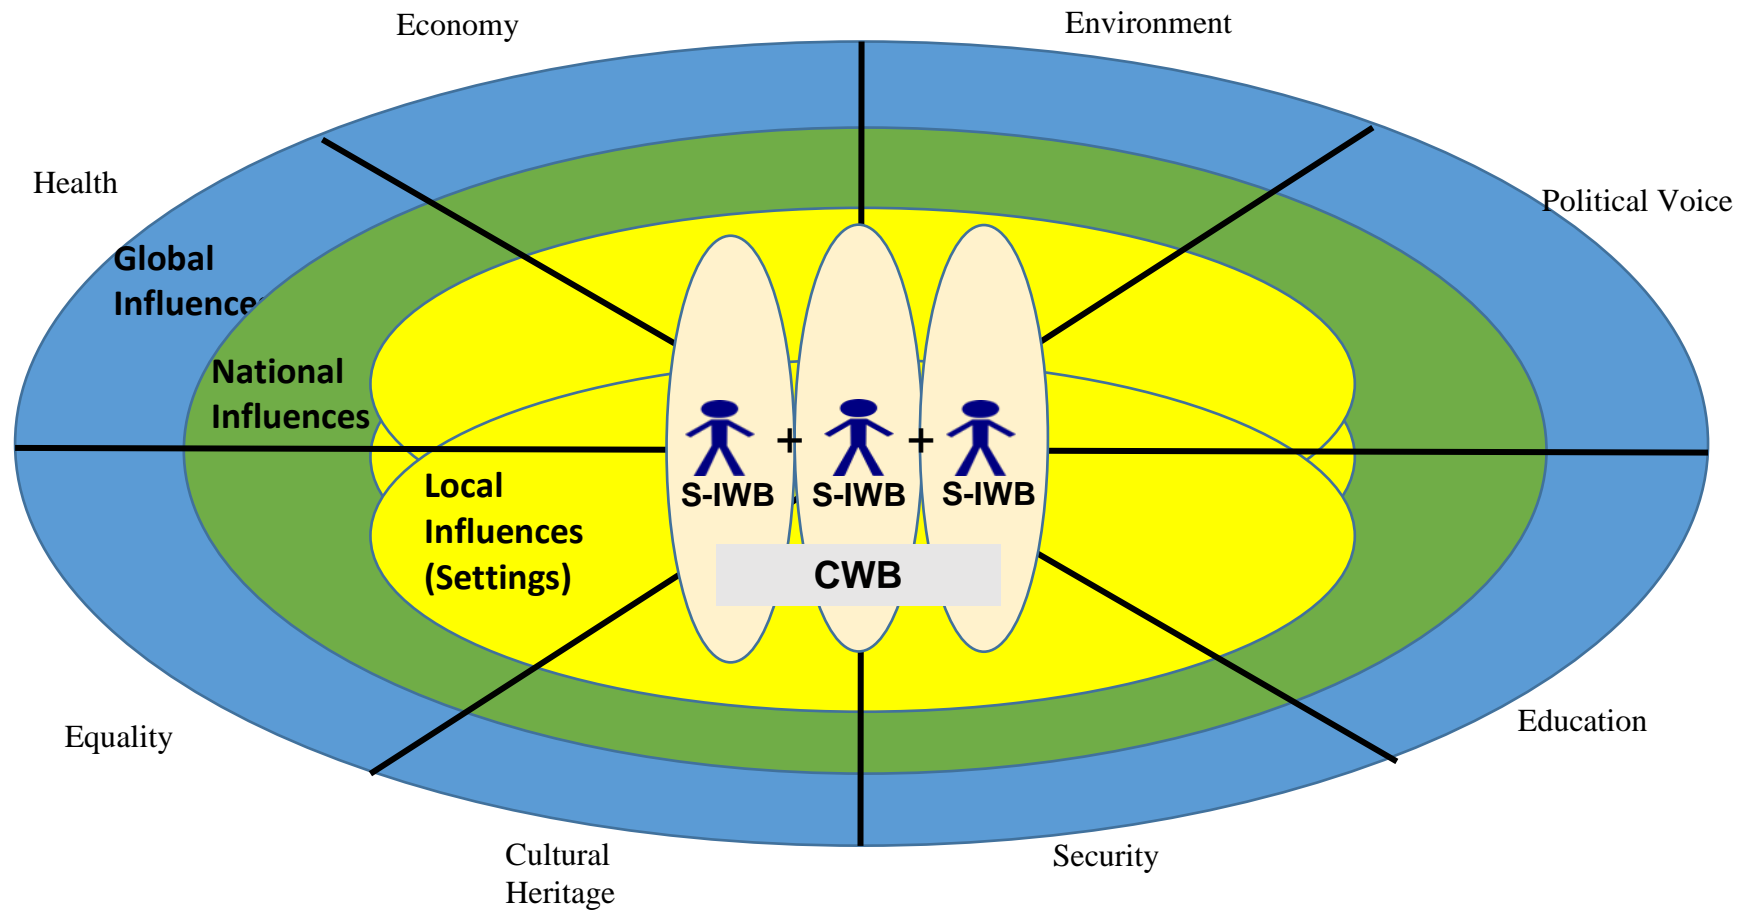 Economy
Environment
Health
Political Voice
Global
Influences
National
Influences
+
+
S-IWB
S-IWB
S-IWB
Local
Influences
(Settings)
CWB
Equality
Education
Cultural
Heritage
Security